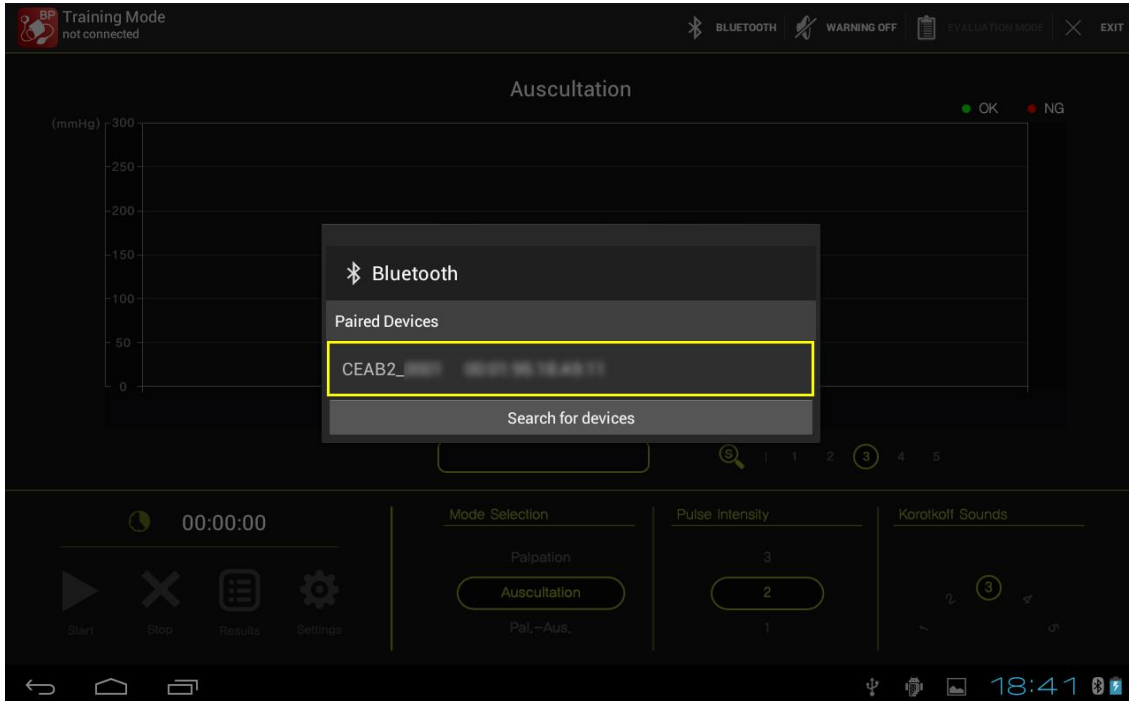 BP Training Mode
not connected
BLUETOOTH
WARNING OFF
EVALUATION MODE
EXIT
Auscultation
OK NG
(mmHg) 300
250
200
150
100
50
0
Bluetooth
Paired Devices
CEAB2_
Search for devices
S 1 2 3 4 5
00:00:00
Start Stop Results Settings
Mode Selection
Palpation
Auscultation
Pal.-Aus.
Pulse Intensity
3
2
1
Korotkoff Sounds
1 2 3 4 5
18:41